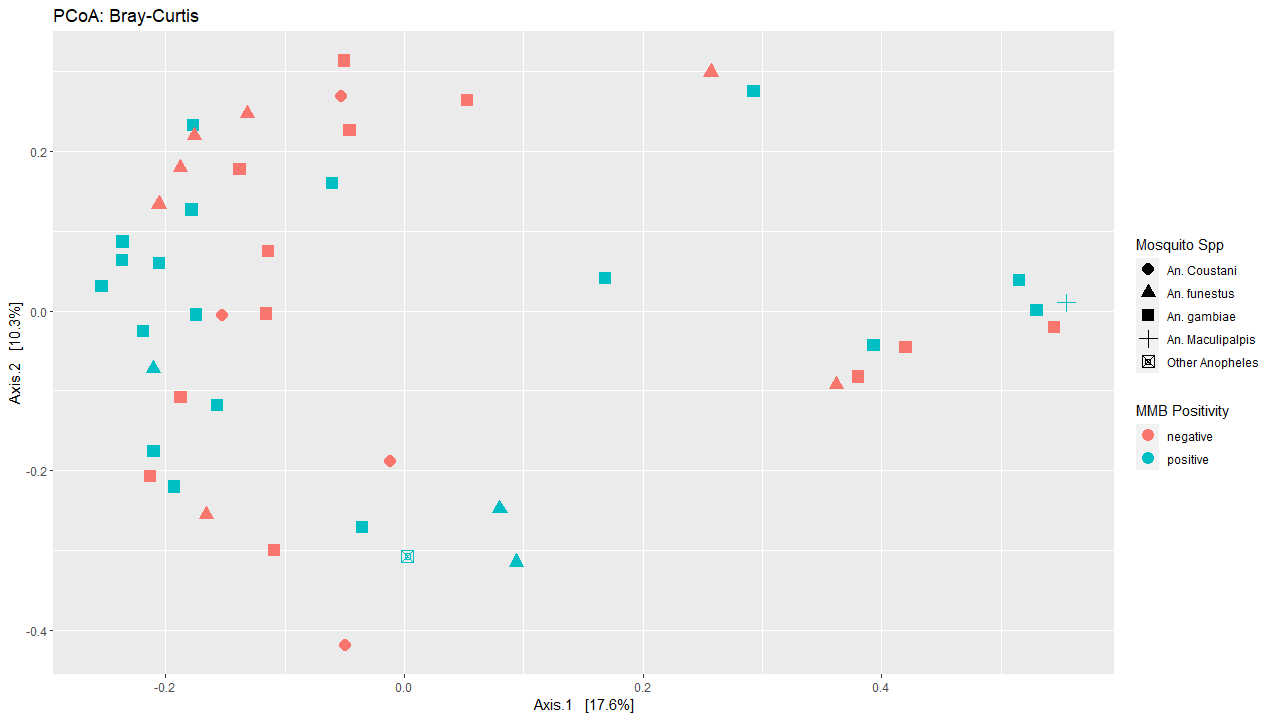 PCoA: Bray-Curtis
Axis.2 [10.3%]
0.2
0.0
-0.2
-0.4
-0.2
0.0
0.2
0.4
Axis.1 [17.6%]
Mosquito Spp
An. Coustani
An. funestus
An. gambiae
An. Maculipalpis
Other Anopheles
MMB Positivity
negative
positive